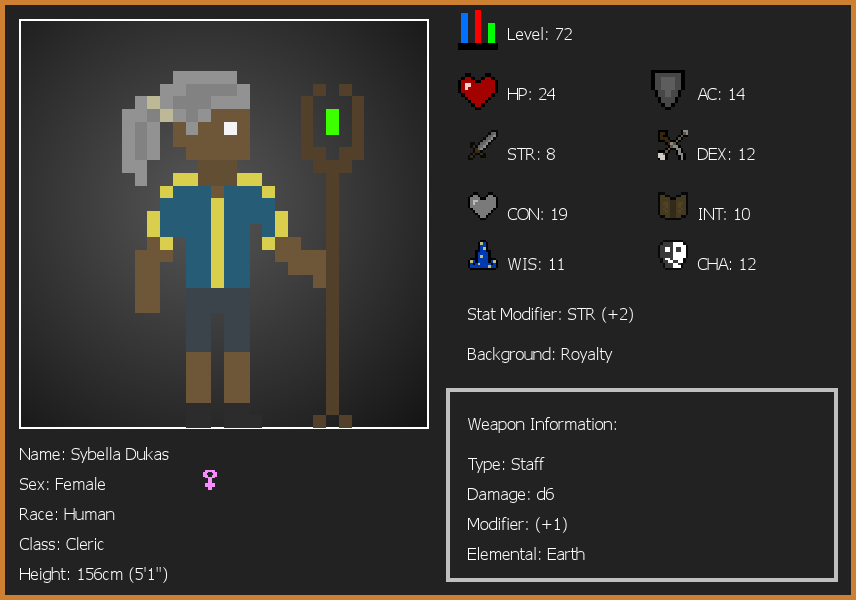 Level: 72
HP: 24
AC: 14
STR: 8
DEX: 12
CON: 19
INT: 10
WIS: 11
CHA: 12
Stat Modifier: STR (+2)
Background: Royalty
Weapon Information:
Type: Staff
Damage: d6
Modifier: (+1)
Elemental: Earth
Name: Sybella Dukas
Sex: Female
Race: Human
Class: Cleric
Height: 156cm (5'1")